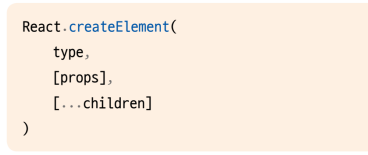 React.createElement(
    type,
    [props],
    [...children]
)